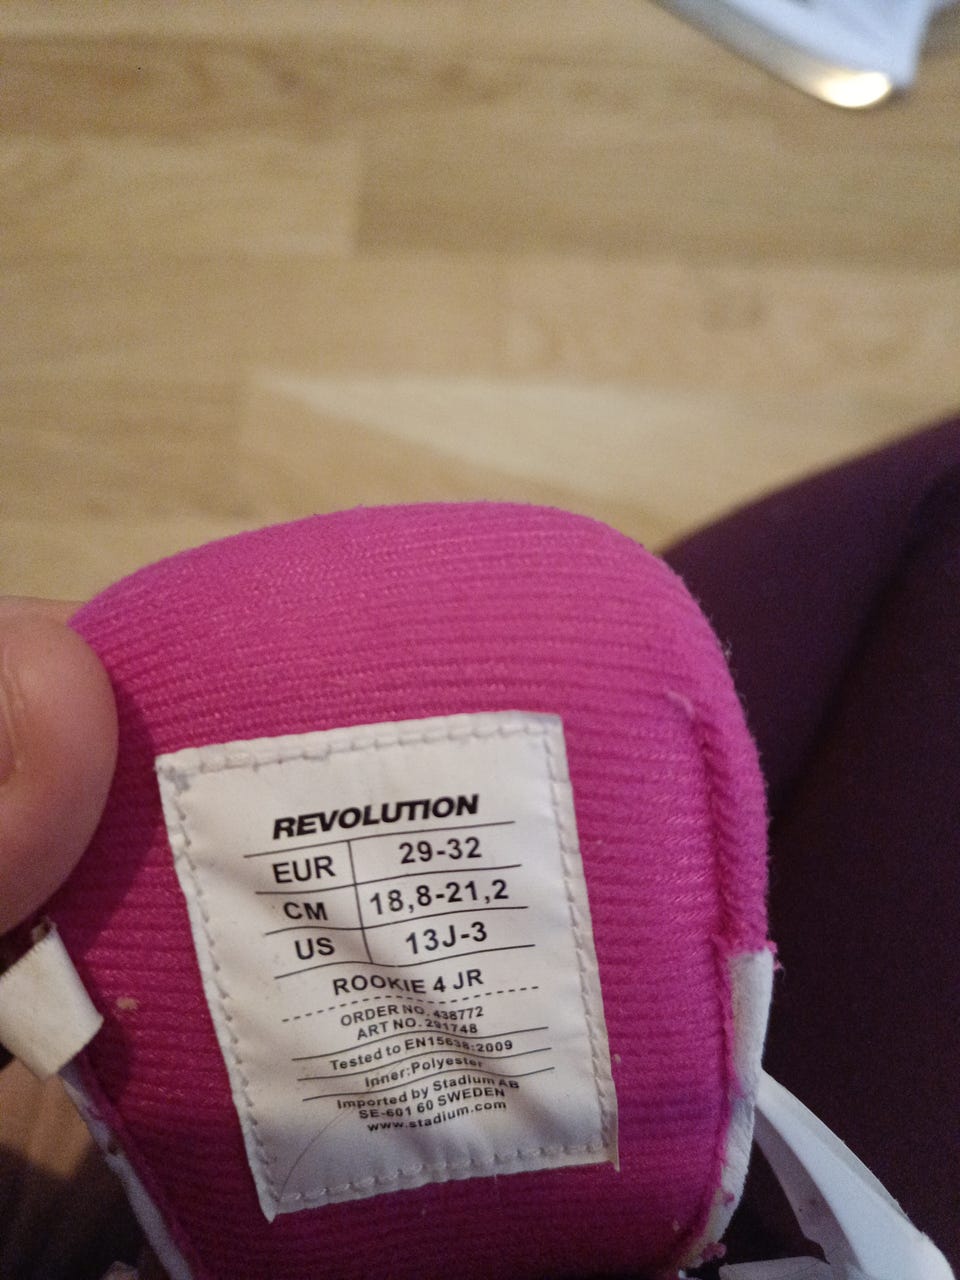 REVOLUTION
EUR 29-32
CM 18,8-21,2
US 13J-3
ROOKIE 4 JR
ORDER NO. 438772
ART NO. 291748
Tested to EN15638:2009
Inner:Polyester
Imported by Stadium AB
SE-601 60 SWEDEN
www.stadium.com